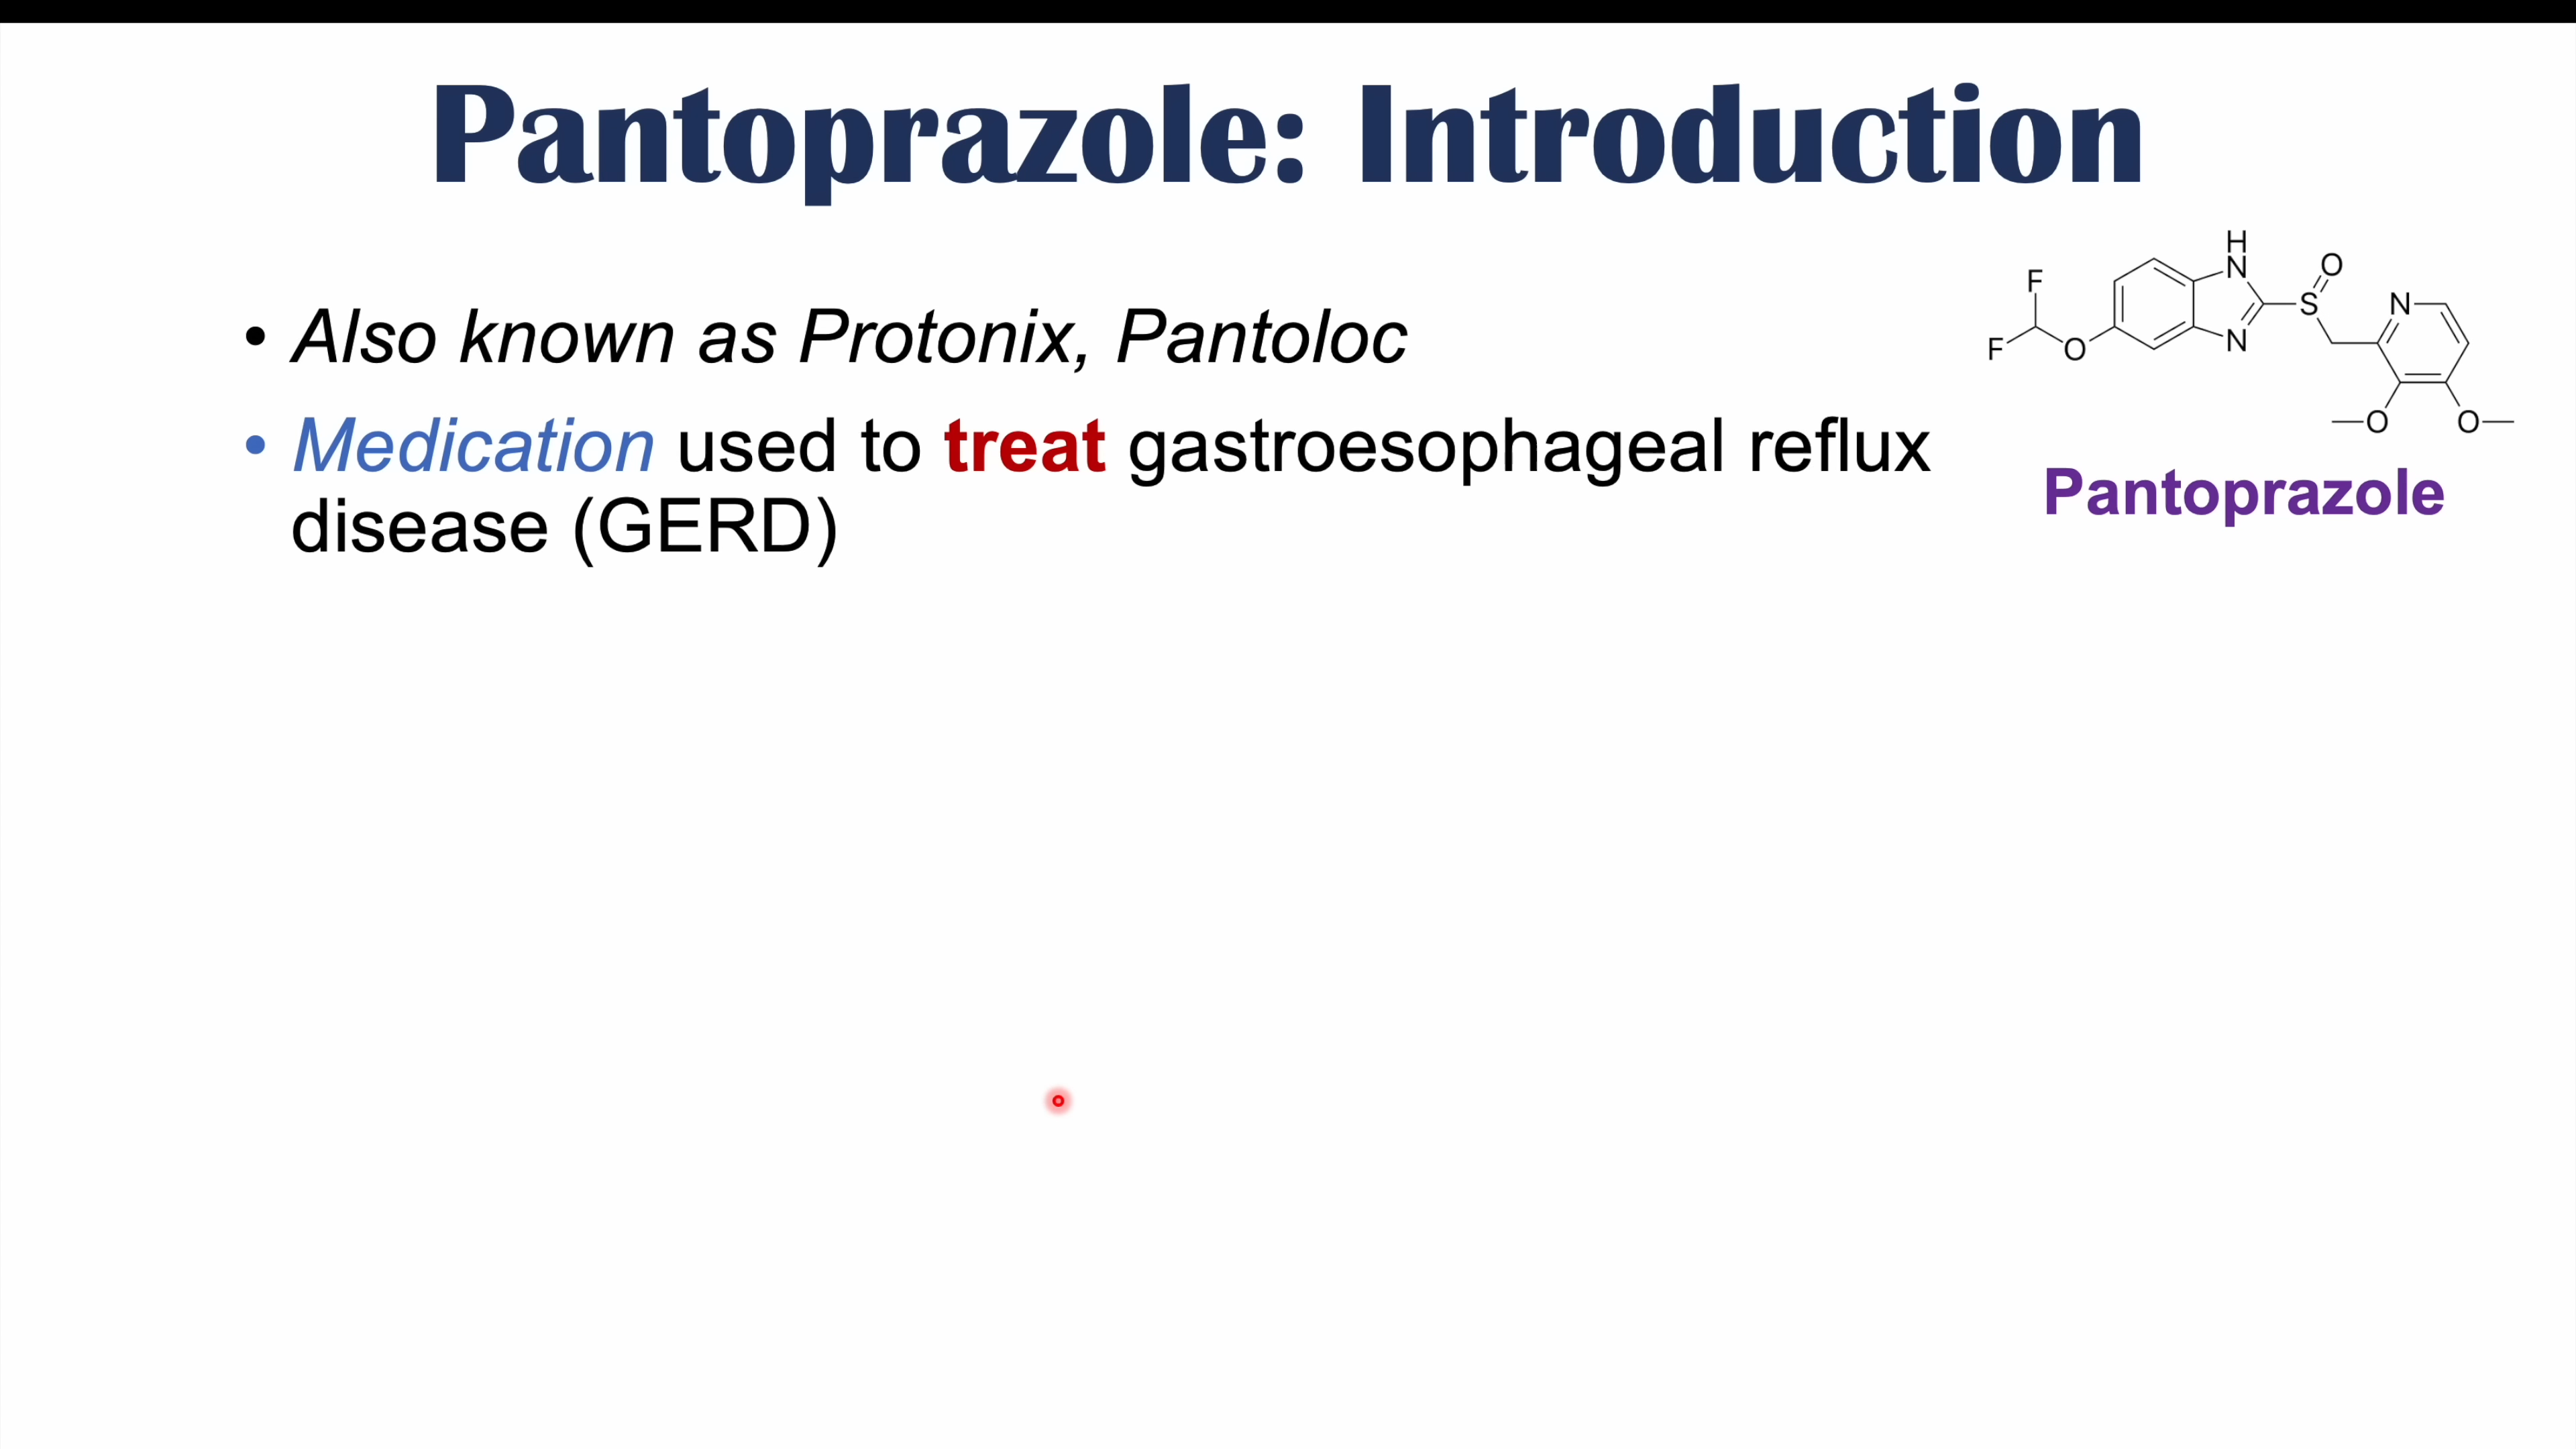 Pantoprazole: Introduction
• Also known as Protonix, Pantoloc
• Medication used to treat gastroesophageal reflux
disease (GERD)
H
N
O
F
S
N
F
O
N
O
O
Pantoprazole